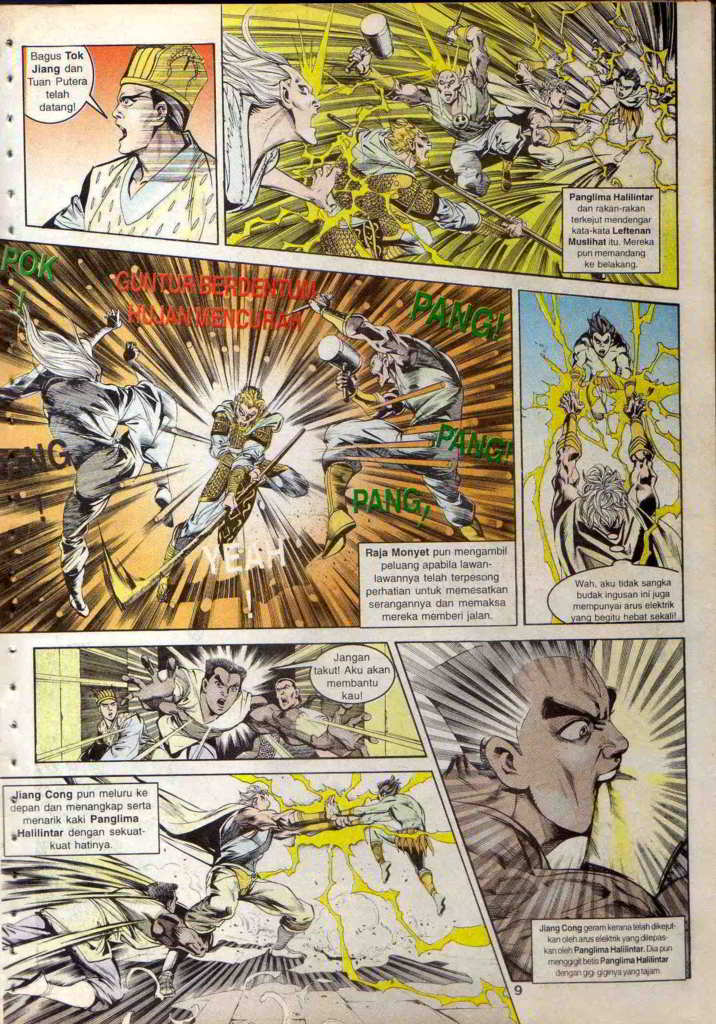 Bagus Tok
Jiang dan
Tuan Putera
telah
datang!
Panglima Halilintar
dan rakan-rakan
terkejut mendengar
kata-kata Leftenan
Muslihat itu. Mereka
pun memandang
ke belakang.
POK
!
GUNTUR BERDENTUM
HUJAN MENCURAH
PANG!
PANG!
PANG!
!
YEAH
!
Raja Monyet pun mengambil
peluang apabila lawan-
lawannya telah terpesong
perhatian untuk memesatkan
serangannya dan memaksa
mereka memberi jalan.
Wah, aku tidak sangka
budak ingusan ini juga
mempunyai arus elektrik
yang begitu hebat sekali!
Jangan
takut! Aku akan
membantu
kau!
Jiang Cong pun meluru ke
depan dan menangkap serta
menarik kaki Panglima
Halilintar dengan sekuat-
kuat hatinya.
Jiang Cong geram kerana telah dikejut-
kan oleh arus elektrik yang dilepas-
kan oleh Panglima Halilintar. Dia pun
menggigit betis Panglima Halilintar
dengan gigi-giginya yang tajam.
9